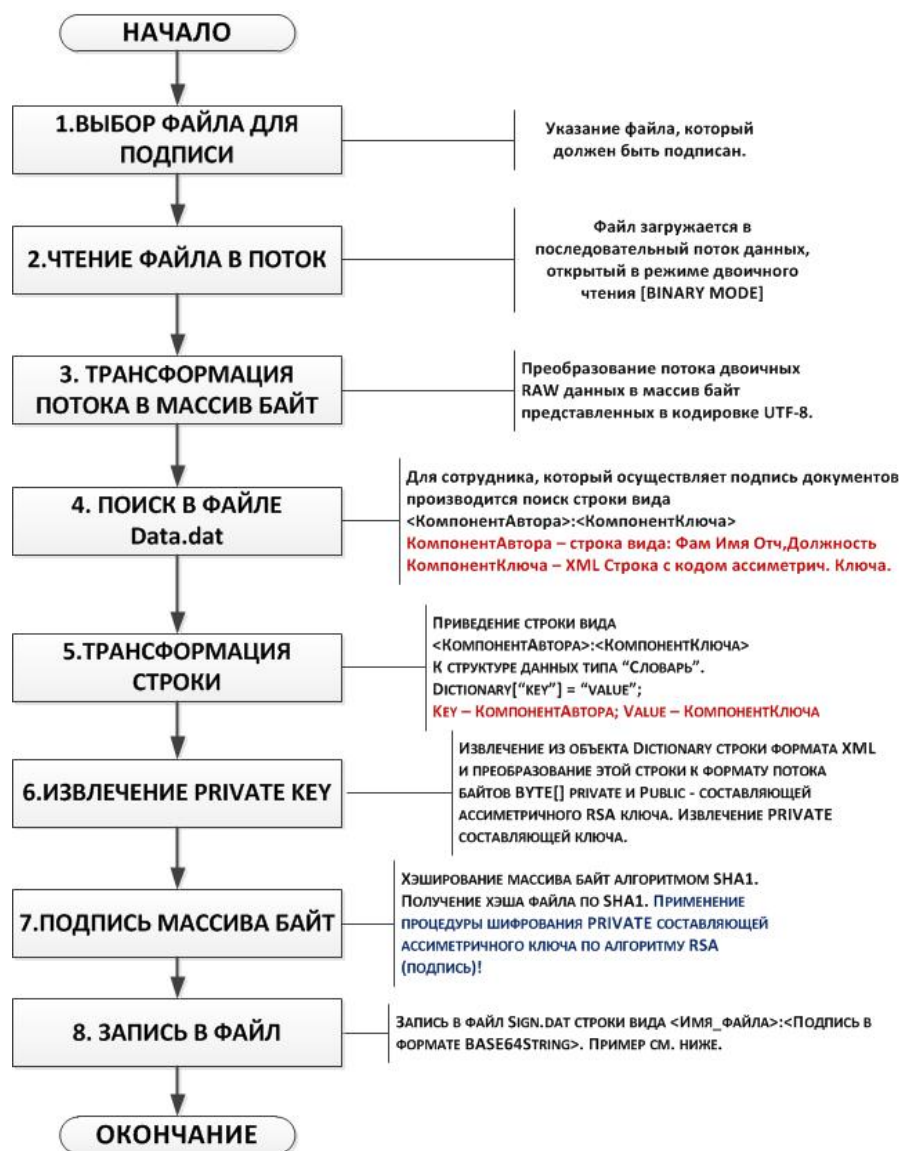 НАЧАЛО
1.ВЫБОР ФАЙЛА ДЛЯ
ПОДПИСИ
Указание файла, который
должен быть подписан.
2.ЧТЕНИЕ ФАЙЛА В ПОТОК
Файл загружается в
последовательный поток данных,
открытый в режиме двоичного
чтения [BINARY MODE]
3. ТРАНСФОРМАЦИЯ
ПОТОКА В МАССИВ БАЙТ
Преобразование потока двоичных
RAW данных в массив байт
представленных в кодировке UTF-8.
4. ПОИСК В ФАЙЛЕ
Data.dat
Для сотрудника, который осуществляет подпись документов
производится поиск строки вида
<КомпонентАвтора>:<КомпонентКлюча>
КомпонентАвтора – строка вида: Фам Имя Отч,Должность
КомпонентКлюча – XML Строка с кодом ассиметрич. Ключа.
5.ТРАНСФОРМАЦИЯ
СТРОКИ
Приведение строки вида
<КомпонентАвтора>:<КомпонентКлюча>
К структуре данных типа “Словарь”.
Dictionary[“key”] = “value”;
Key – КомпонентАвтора; Value – КомпонентКлюча
6.ИЗВЛЕЧЕНИЕ PRIVATE KEY
Извлечение из объекта Dictionary строки формата XML
и преобразование этой строки к формату потока
байтов BYTE[] private и Public - составляющей
ассиметричного RSA ключа. Извлечение PRIVATE
составляющей ключа.
7.ПОДПИСЬ МАССИВА БАЙТ
Хэширование массива байт алгоритмом SHA1.
Получение хэша файла по SHA1. Применение
процедуры шифрования PRIVATE составляющей
ассиметричного ключа по алгоритму RSA
(подпись)!
8. ЗАПИСЬ В ФАЙЛ
Запись в файл Sign.dat строки вида <Имя_файла>:<Подпись в
формате BASE64String>. Пример см. ниже.
ОКОНЧАНИЕ